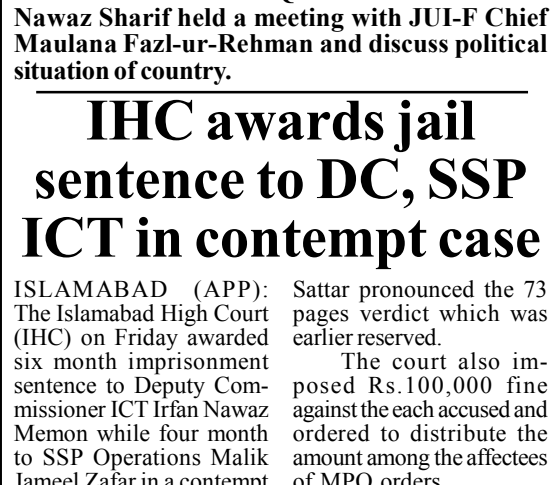 Nawaz Sharif held a meeting with JUI-F Chief
Maulana Fazl-ur-Rehman and discuss political
situation of country.
IHC awards jail
sentence to DC, SSP
ICT in contempt case
ISLAMABAD (APP):
The Islamabad High Court
(IHC) on Friday awarded
six month imprisonment
sentence to Deputy Com-
missioner ICT Irfan Nawaz
Memon while four month
to SSP Operations Malik
Jameel Zafar in a contempt
Sattar pronounced the 73
pages verdict which was
earlier reserved.
The court also im-
posed Rs.100,000 fine
against the each accused and
ordered to distribute the
amount among the affectees
of MPO orders